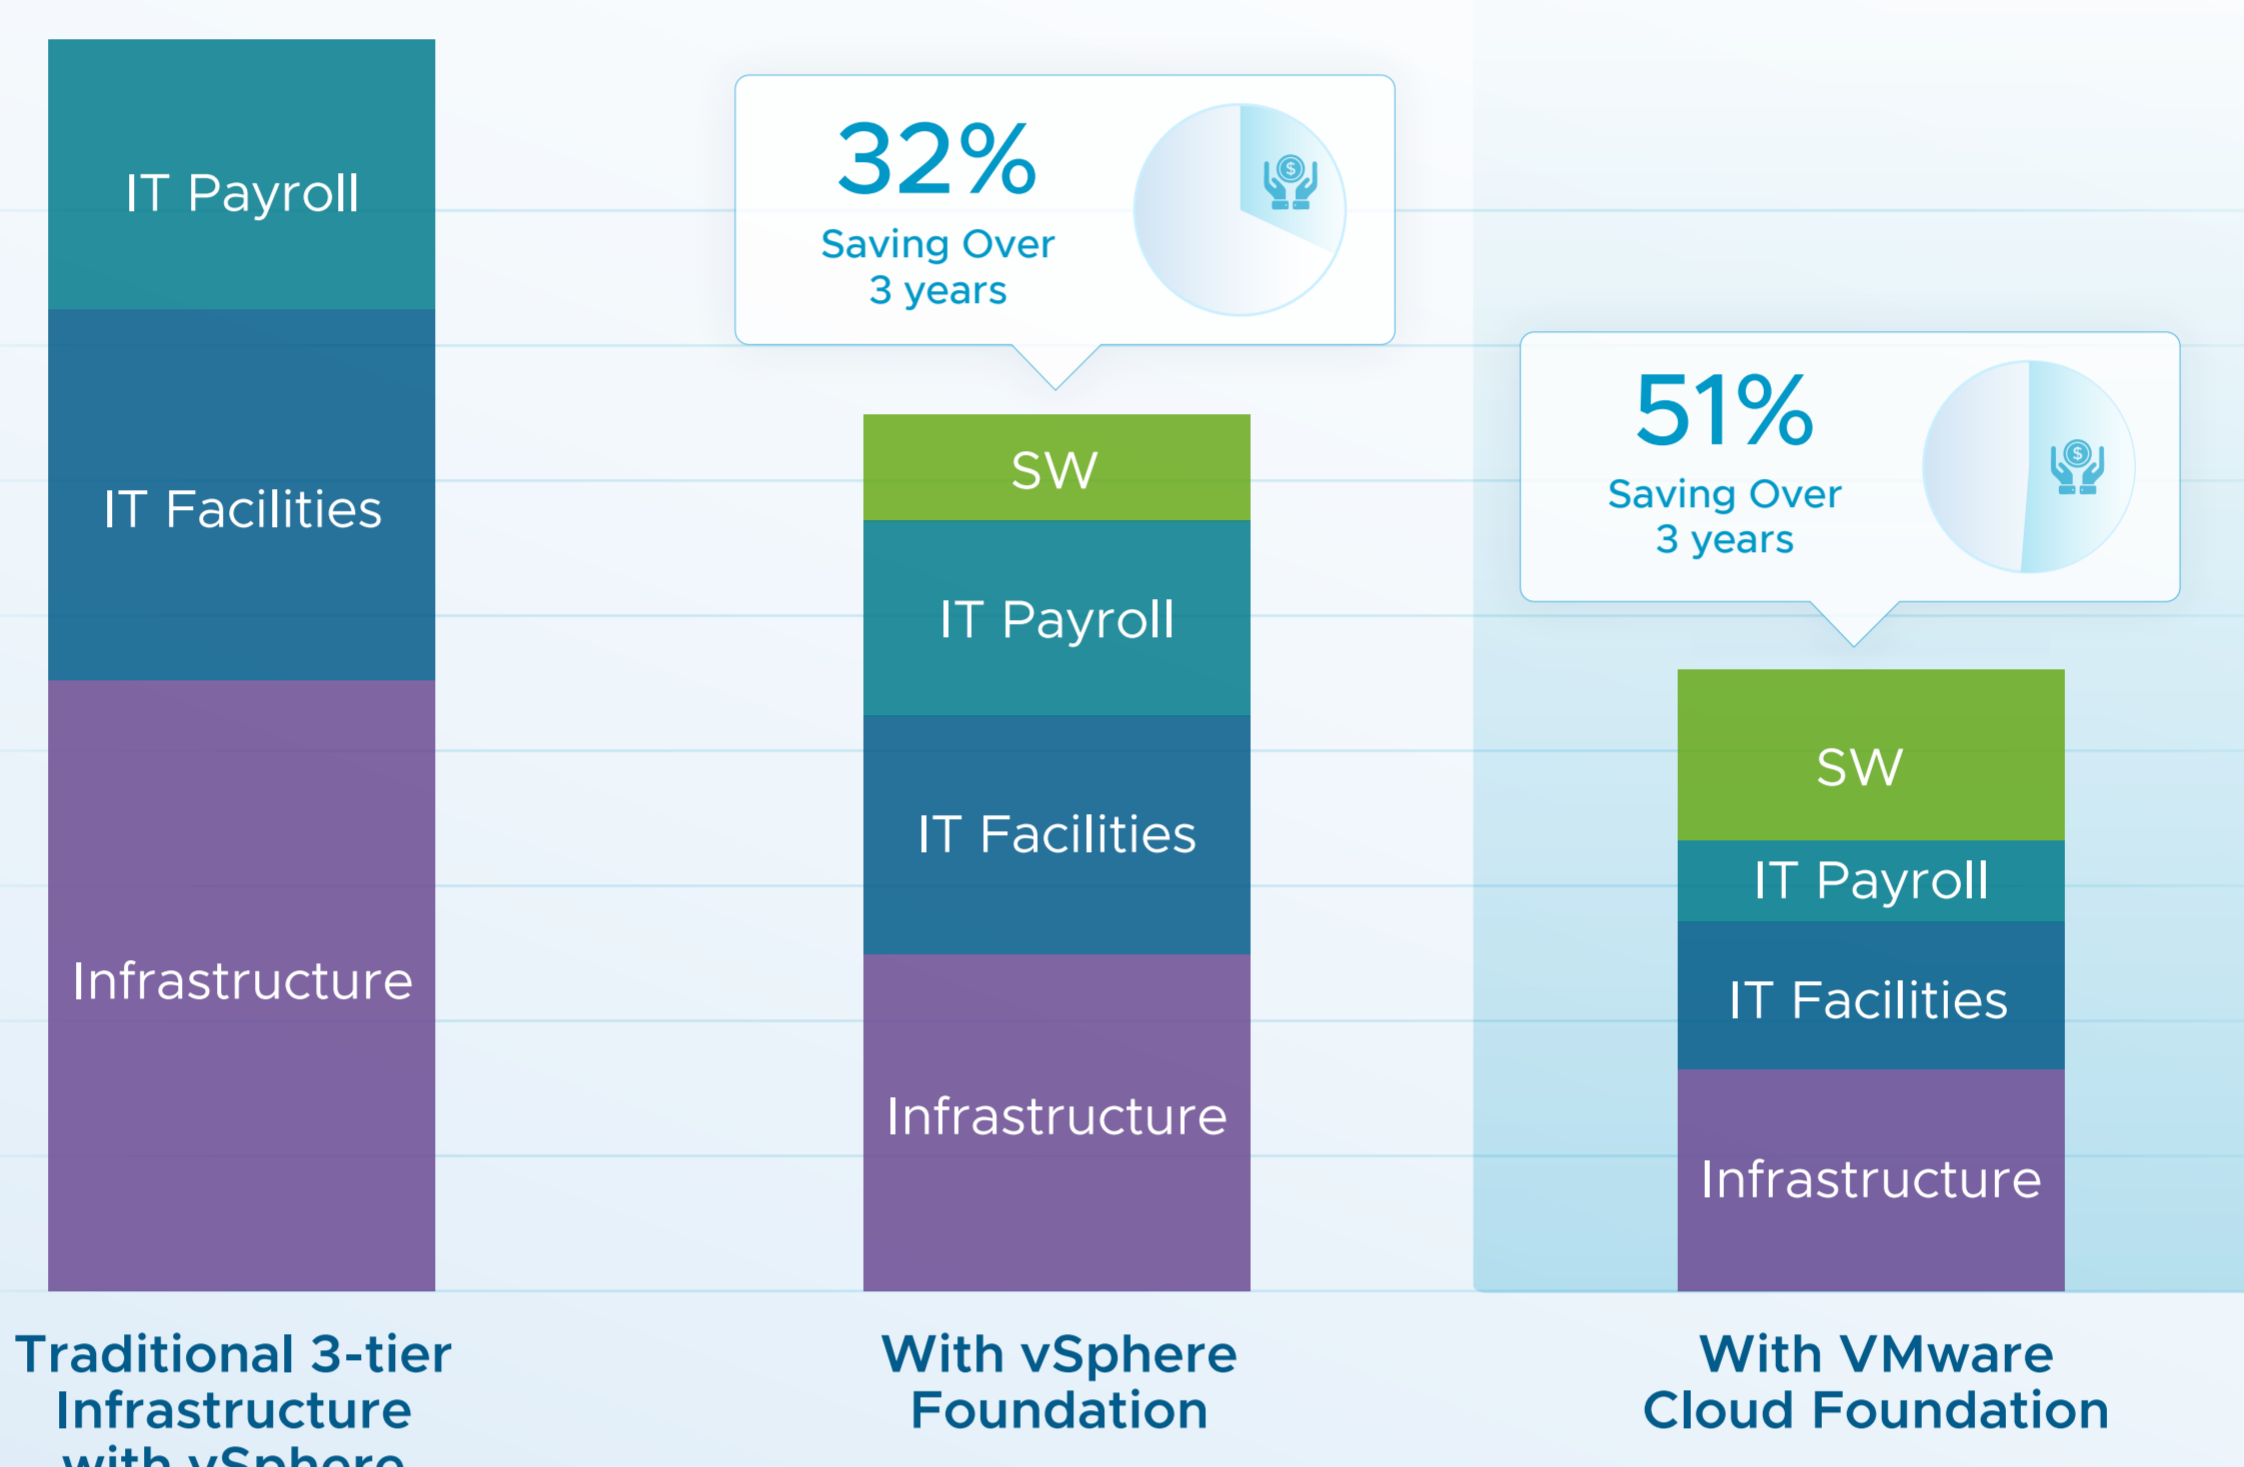 IT Payroll
IT Facilities
Infrastructure
Traditional 3-tier
Infrastructure
with vSphere
32%
Saving Over
3 years
$
SW
IT Payroll
IT Facilities
Infrastructure
With vSphere
Foundation
51%
Saving Over
3 years
$
SW
IT Payroll
IT Facilities
Infrastructure
With VMware
Cloud Foundation